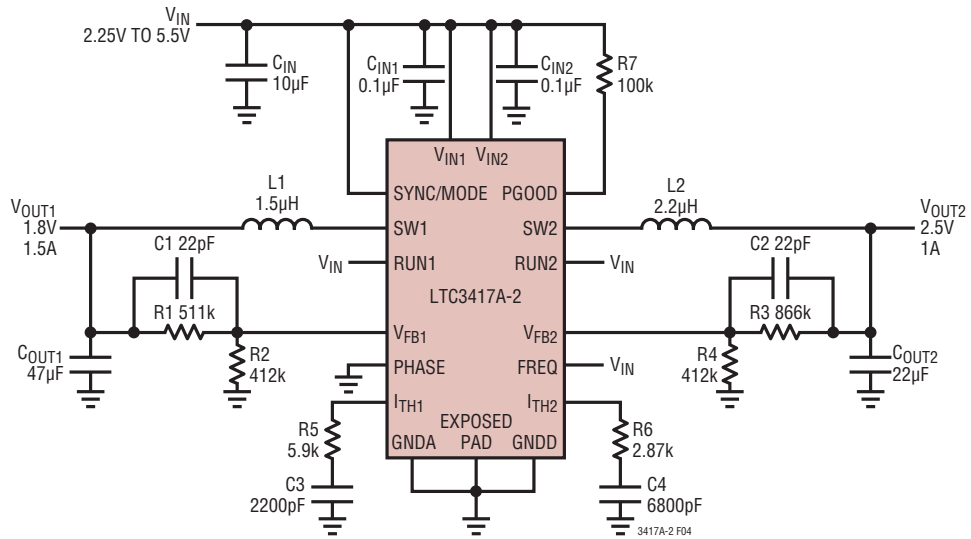 VIN
2.25V TO 5.5V
CIN
10µF
CIN1
0.1µF
CIN2
0.1µF
R7
100k
VIN1 VIN2
SYNC/MODE PGOOD
L1
1.5µH
L2
2.2µH
VOUT1
1.8V
1.5A
SW1 SW2
VOUT2
2.5V
1A
C1 22pF
C2 22pF
VIN RUN1 RUN2 VIN
LTC3417A-2
R1 511k
R3 866k
VFB1 VFB2
COUT1
47µF
R2
412k
PHASE FREQ VIN
R4
412k
COUT2
22µF
ITH1 ITH2
R5
5.9k
EXPOSED
GNDA PAD GNDD
R6
2.87k
C3
2200pF
C4
6800pF
3417A-2 F04